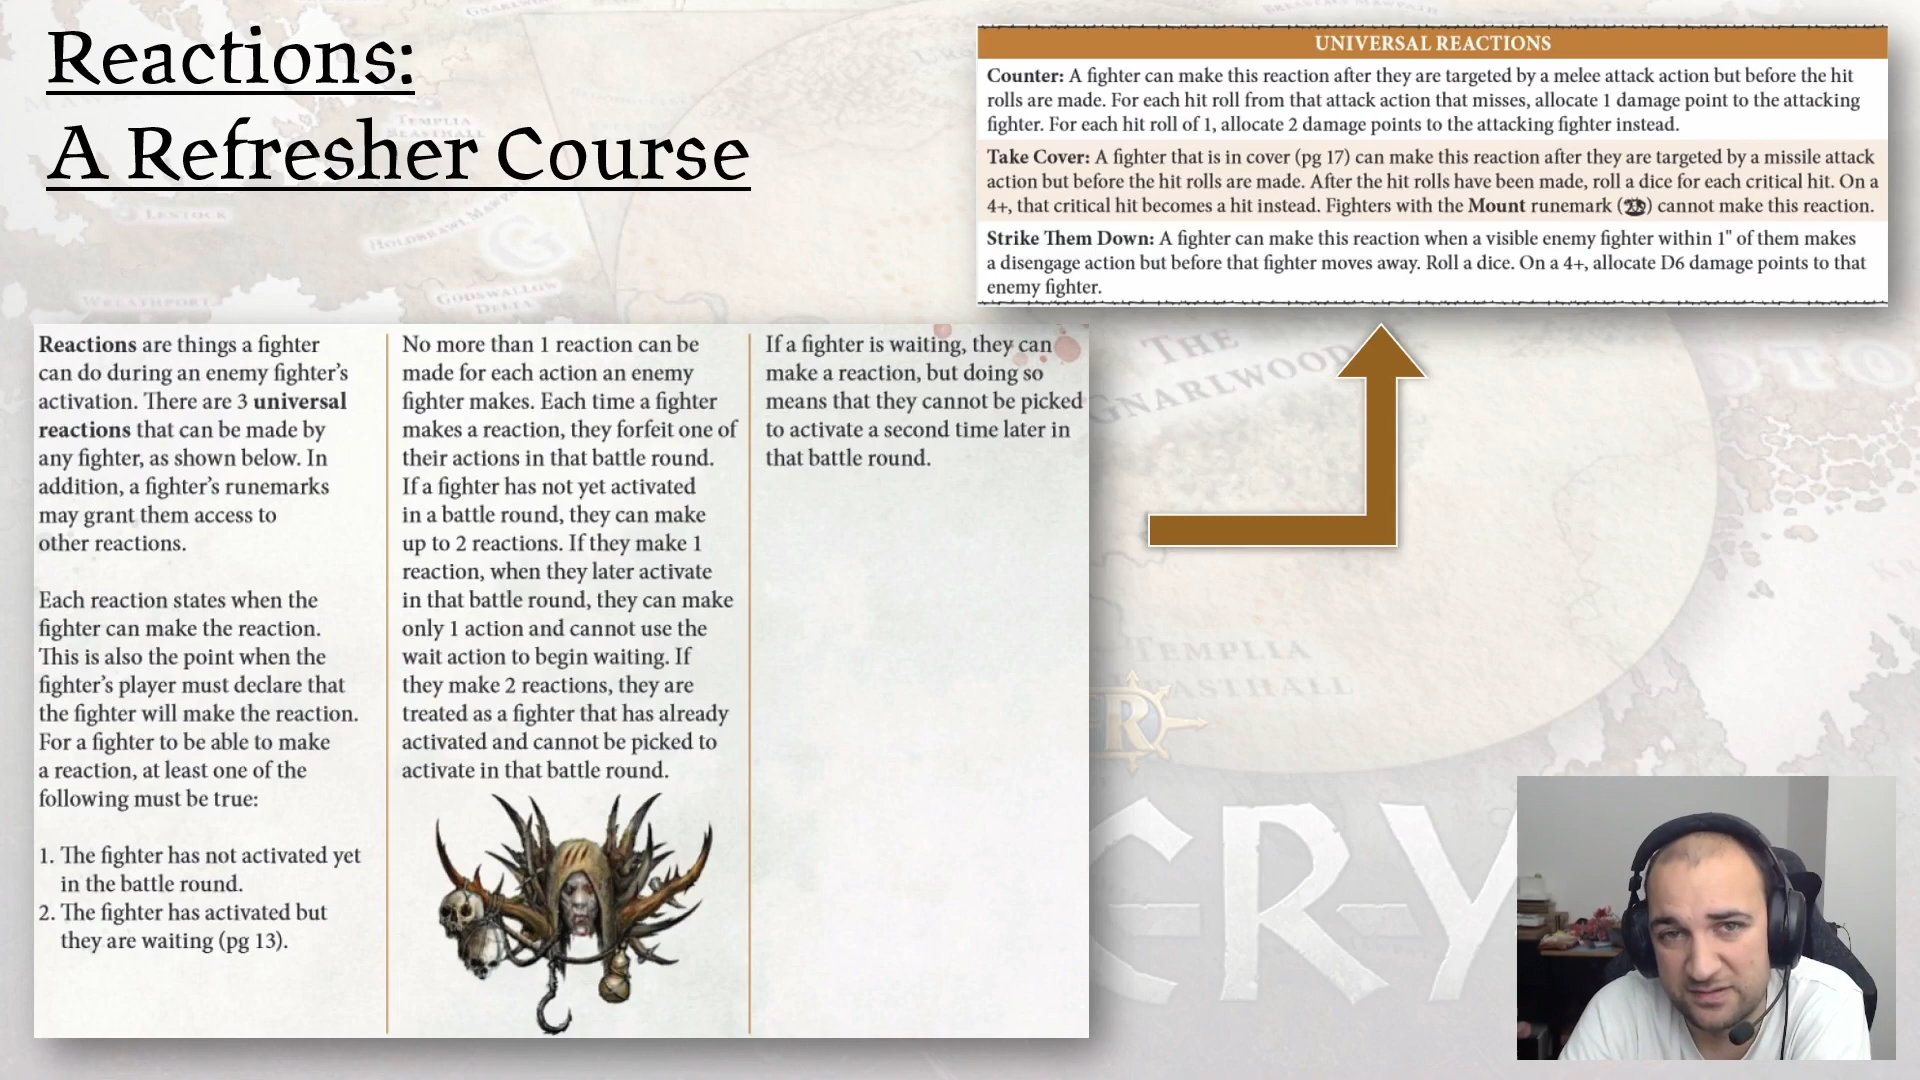 Reactions:
A Refresher Course
UNIVERSAL REACTIONS
Counter: A fighter can make this reaction after they are targeted by a melee attack action but before the hit
rolls are made. For each hit roll from that attack action that misses, allocate 1 damage point to the attacking
fighter. For each hit roll of 1, allocate 2 damage points to the attacking fighter instead.
Take Cover: A fighter that is in cover (pg 17) can make this reaction after they are targeted by a missile attack
action but before the hit rolls are made. After the hit rolls have been made, roll a dice for each critical hit. On a
4+, that critical hit becomes a hit instead. Fighters with the Mount runemark () cannot make this reaction.
Strike Them Down: A fighter can make this reaction when a visible enemy fighter within 1" of them makes
a disengage action but before that fighter moves away. Roll a dice. On a 4+, allocate D6 damage points to that
enemy fighter.
Reactions are things a fighter
can do during an enemy fighter's
activation. There are 3 universal
reactions that can be made by
any fighter, as shown below. In
addition, a fighter's runemarks
may grant them access to
other reactions.
Each reaction states when the
fighter can make the reaction.
This is also the point when the
fighter's player must declare that
the fighter will make the reaction.
For a fighter to be able to make
a reaction, at least one of the
following must be true:
1. The fighter has not activated yet
in the battle round.
2. The fighter has activated but
they are waiting (pg 13).
No more than 1 reaction can be
made for each action an enemy
fighter makes. Each time a fighter
makes a reaction, they forfeit one of
their actions in that battle round.
If a fighter has not yet activated
in a battle round, they can make
up to 2 reactions. If they make 1
reaction, when they later activate
in that battle round, they can make
only 1 action and cannot use the
wait action to begin waiting. If
they make 2 reactions, they are
treated as a fighter that has already
activated and cannot be picked to
activate in that battle round.
If a fighter is waiting, they can
make a reaction, but doing so
means that they cannot be picked
to activate a second time later in
that battle round.
TEMPLIA
BEASTHALL
LENTOCK
GODSWALLOW
DELTA
THE
GNARLWOOD
TEMPLIA
BEASTHALL
CRY